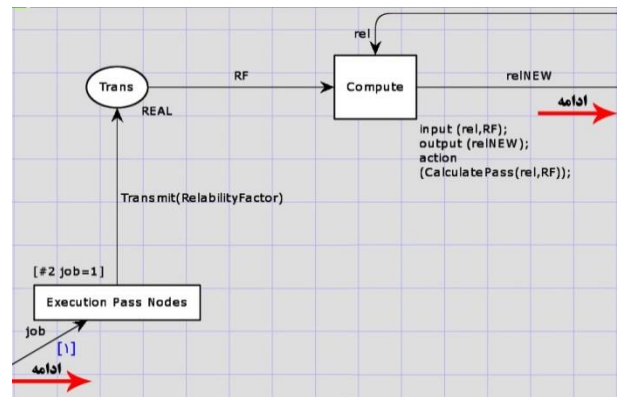 rel
RF
relNEW
Trans
Compute
REAL
ادامه
input (rel,RF);
output (relNEW);
action
(CalculatePass(rel,RF));
Transmit(RelabilityFactor)
[#2 job=1]
Execution Pass Nodes
job
[۱]
ادامه